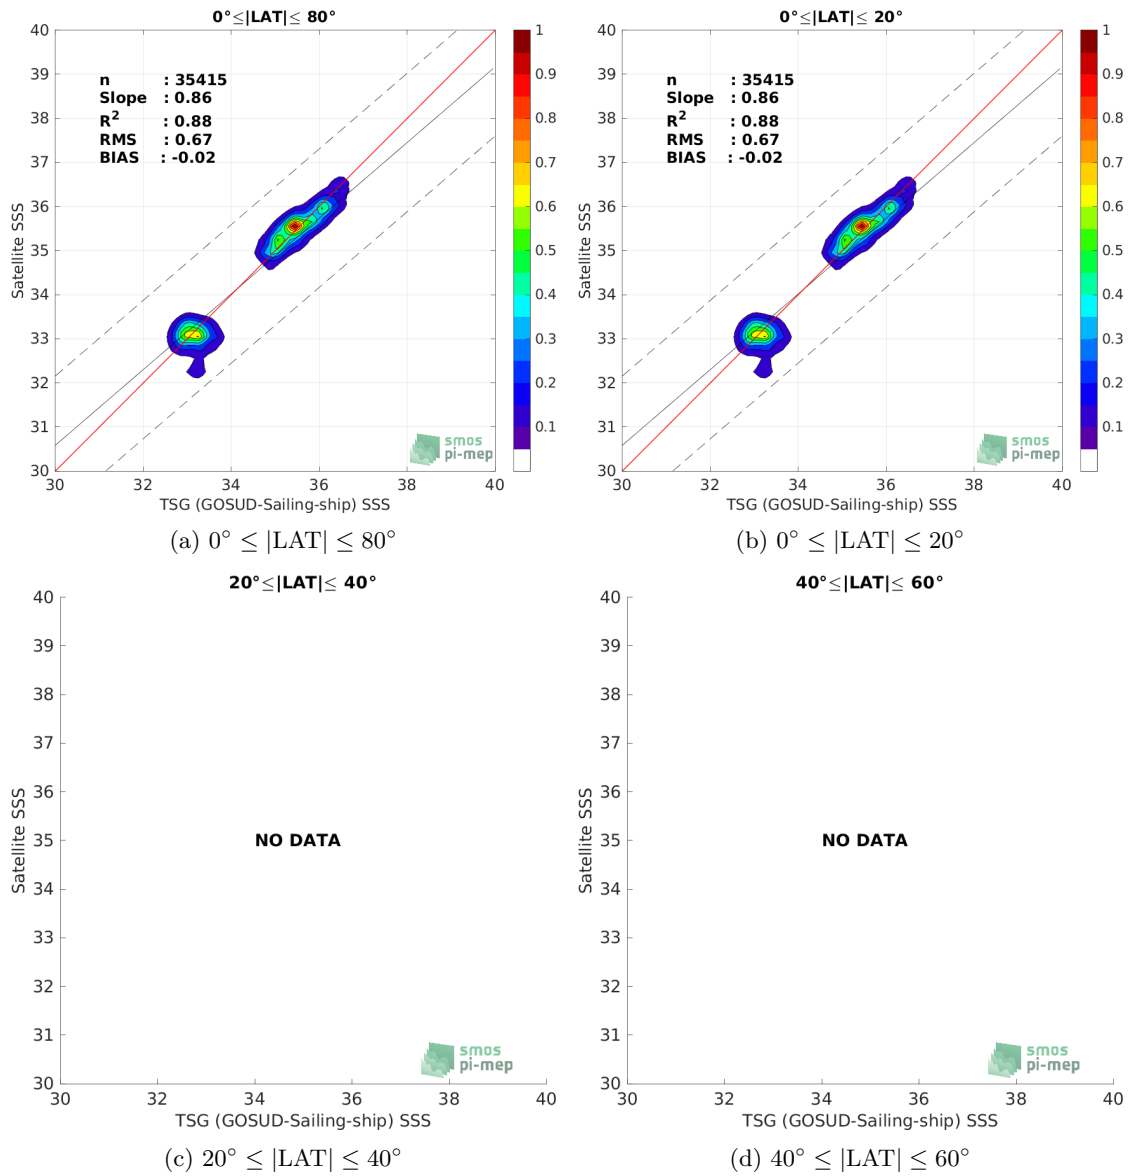 0°≤|LAT|≤ 80°
40
39
38
37
36
35
34
33
32
31
30
30
32
34
36
38
40
Satellite SSS
TSG (GOSUD-Sailing-ship) SSS
n : 35415
Slope : 0.86
R² : 0.88
RMS : 0.67
BIAS : -0.02
1
0.9
0.8
0.7
0.6
0.5
0.4
0.3
0.2
0.1
smos
pi-mep
(a) 0° ≤ |LAT| ≤ 80°
0°≤|LAT|≤ 20°
40
39
38
37
36
35
34
33
32
31
30
30
32
34
36
38
40
Satellite SSS
TSG (GOSUD-Sailing-ship) SSS
n : 35415
Slope : 0.86
R² : 0.88
RMS : 0.67
BIAS : -0.02
1
0.9
0.8
0.7
0.6
0.5
0.4
0.3
0.2
0.1
smos
pi-mep
(b) 0° ≤ |LAT| ≤ 20°
20°≤|LAT|≤ 40°
40
39
38
37
36
35
34
33
32
31
30
30
32
34
36
38
40
Satellite SSS
TSG (GOSUD-Sailing-ship) SSS
NO DATA
smos
pi-mep
(c) 20° ≤ |LAT| ≤ 40°
40°≤|LAT|≤ 60°
40
39
38
37
36
35
34
33
32
31
30
30
32
34
36
38
40
Satellite SSS
TSG (GOSUD-Sailing-ship) SSS
NO DATA
smos
pi-mep
(d) 40° ≤ |LAT| ≤ 60°